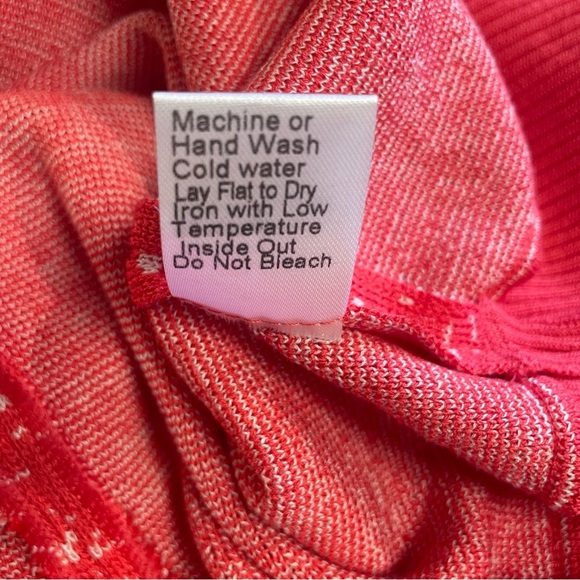 Machine or
Hand Wash
Cold water
Lay Flat to Dry
Iron with Low
Temperature
Inside Out
Do Not Bleach